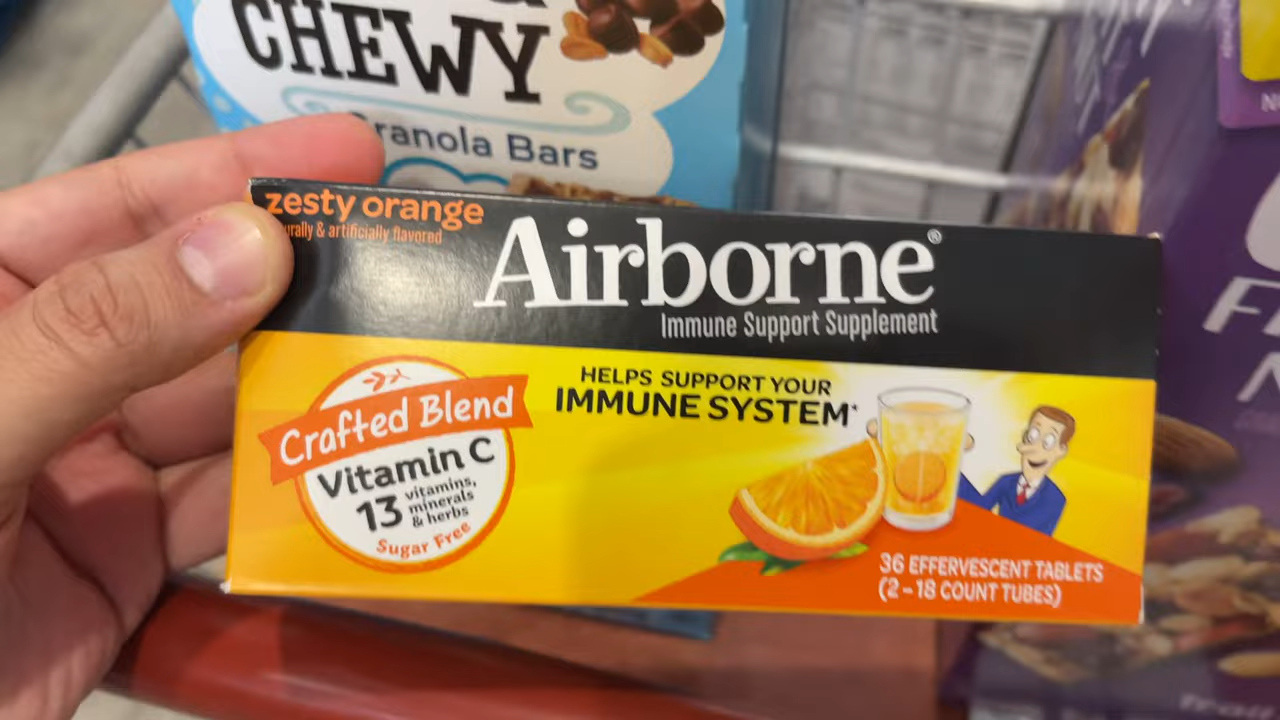 CHEWY
Granola Bars
zesty orange
& artificially flavored
Airborne®
Immune Support Supplement
HELPS SUPPORT YOUR
IMMUNE SYSTEM*
Crafted Blend
Vitamin C
13 vitamins,
minerals
& herbs
Sugar Free
36 EFFERVESCENT TABLETS
(2-18 COUNT TUBES)